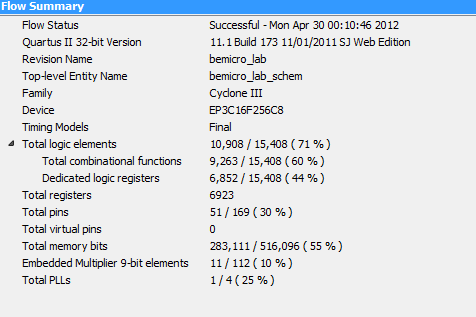 Flow Summary
Flow Status Successful - Mon Apr 30 00:10:46 2012
Quartus II 32-bit Version 11.1 Build 173 11/01/2011 SJ Web Edition
Revision Name bemicro_lab
Top-level Entity Name bemicro_lab_schem
Family Cyclone III
Device EP3C16F256C8
Timing Models Final
Total logic elements 10,908 / 15,408 ( 71 % )
Total combinational functions 9,263 / 15,408 ( 60 % )
Dedicated logic registers 6,852 / 15,408 ( 44 % )
Total registers 6923
Total pins 51 / 169 ( 30 % )
Total virtual pins 0
Total memory bits 283,111 / 516,096 ( 55 % )
Embedded Multiplier 9-bit elements 11 / 112 ( 10 % )
Total PLLs 1 / 4 ( 25 % )